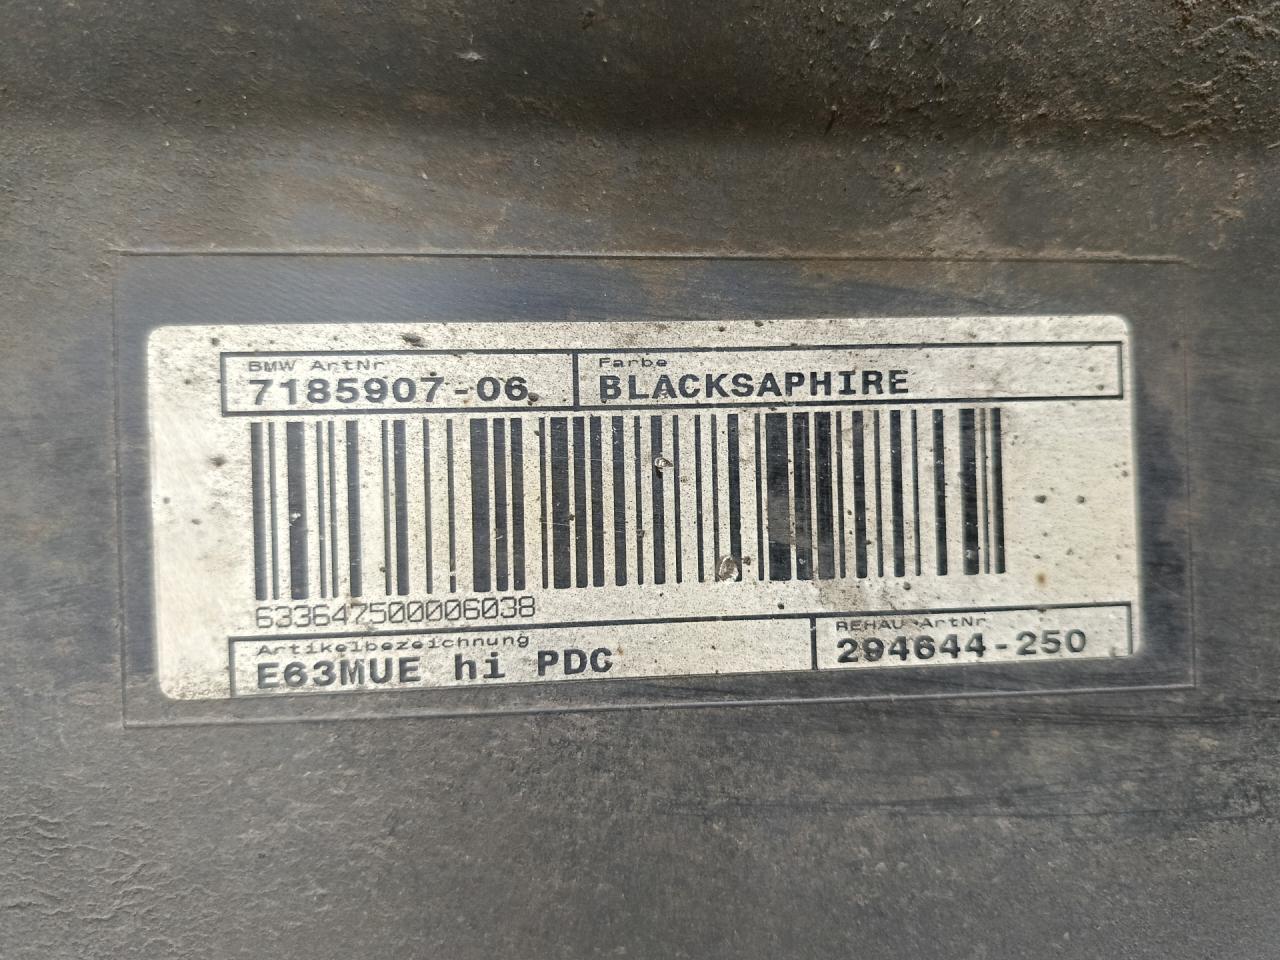 BMW ArtNr
7185907-06
Farbe
BLACKSAPHIRE
633647500006038
Artikelbezeichnung
E63MUE hi PDC
REHAU-ArtNr
294644-250